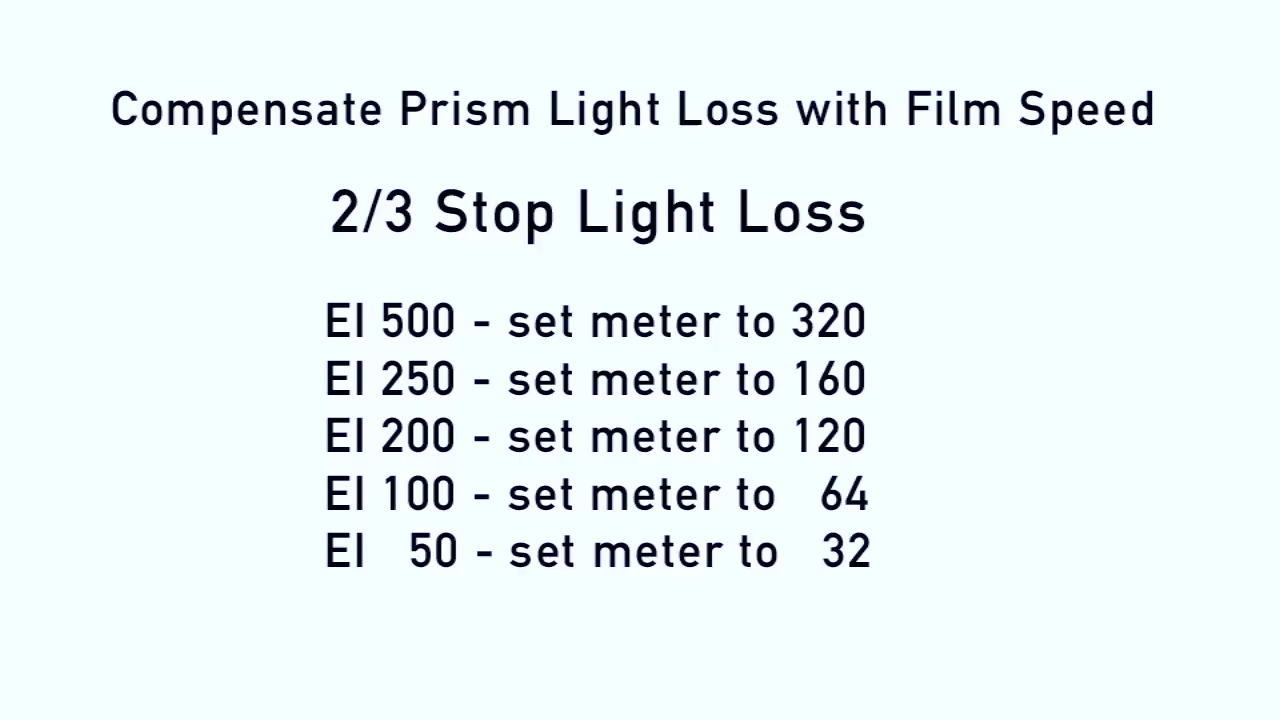 Compensate Prism Light Loss with Film Speed
2/3 Stop Light Loss
EI 500 - set meter to 320
EI 250 - set meter to 160
EI 200 - set meter to 120
EI 100 - set meter to 64
EI 50 - set meter to 32